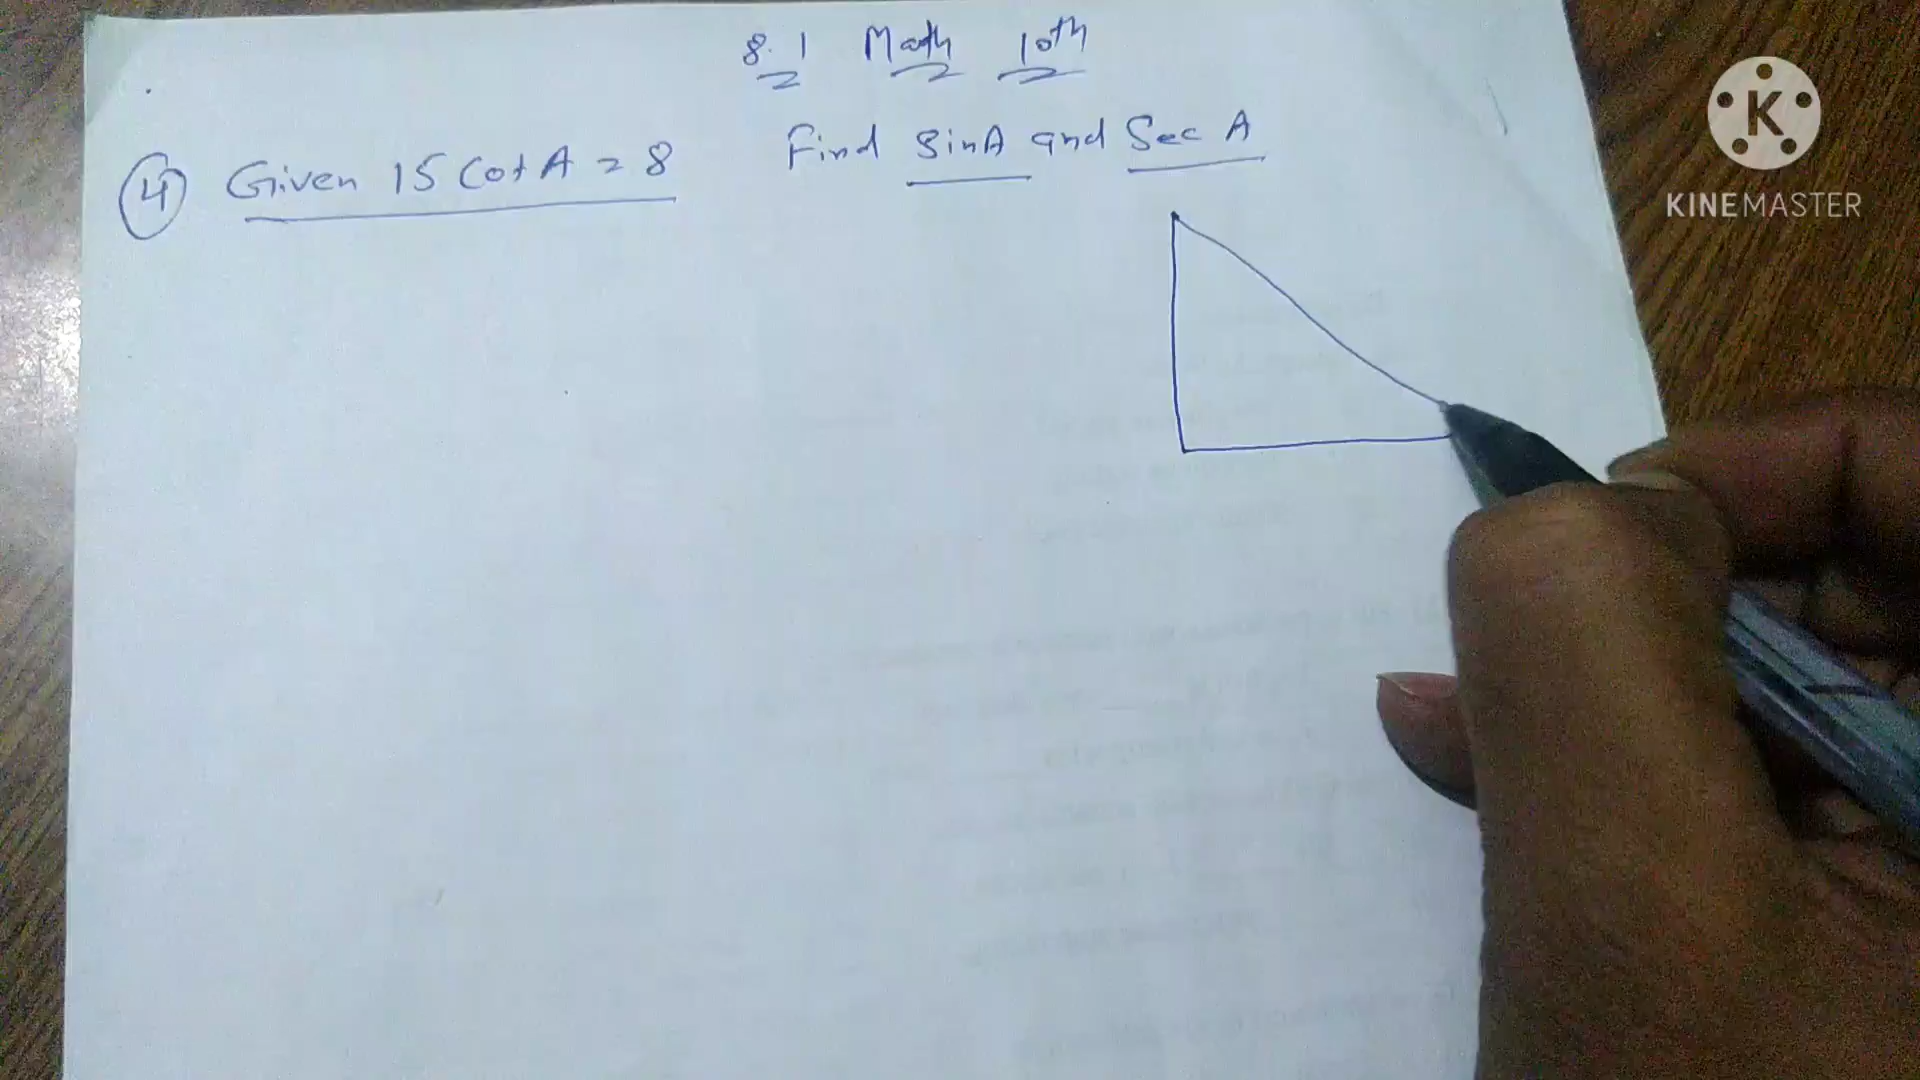 8.1 Math 10th
④ Given 15 Cot A = 8 Find SinA and Sec A
K
KINEMASTER